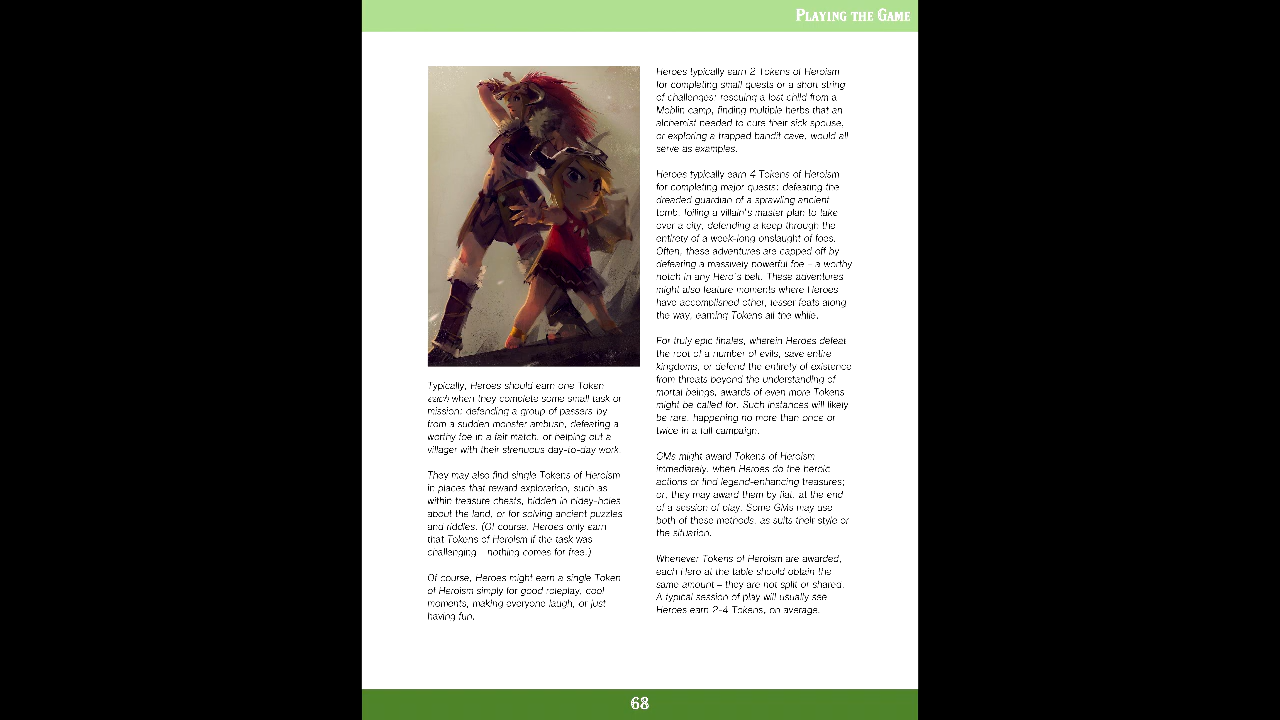 Playing the Game
Typically, Heroes should earn one Token
each when they complete some small task or
mission: defending a group of passers-by
from a sudden monster ambush, defeating a
worthy foe in a fair match, or helping out a
villager with their strenuous day-to-day work.
They may also find single Tokens of Heroism
in places that reward exploration, such as
within treasure chests, hidden in hidey-holes
about the land, or for solving ancient puzzles
and riddles. (Of course, Heroes only earn
that Tokens of Heroism if the task was
challenging – nothing comes for free.)
Of course, Heroes might earn a single Token
of Heroism simply for good roleplay, cool
moments, making everyone laugh, or just
having fun.
Heroes typically earn 2 Tokens of Heroism
for completing small quests or a short string
of challenges: rescuing a lost child from a
Moblin camp, finding multiple herbs that an
alchemist needed to cure their sick spouse,
or exploring a trapped bandit cave, would all
serve as examples.
Heroes typically earn 4 Tokens of Heroism
for completing major quests: defeating the
dreaded guardian of a sprawling ancient
tomb, foiling a villain's master plan to take
over a city, defending a keep through the
entirety of a week-long onslaught of foes.
Often, these adventures are capped off by
defeating a massively powerful foe – a worthy
notch in any Hero's belt. These adventures
might also feature moments where Heroes
have accomplished other, lesser feats along
the way, earning Tokens all the while.
For truly epic finales, wherein Heroes defeat
the root of a number of evils, save entire
kingdoms, or defend the entirety of existence
from threats beyond the understanding of
mortal beings, awards of even more Tokens
might be called for. Such instances will likely
be rare, happening no more than once or
twice in a full campaign.
GMs might award Tokens of Heroism
immediately, when Heroes do the heroic
actions or find legend-enhancing treasures;
or, they may award them by fiat, at the end
of a session of play. Some GMs may use
both of these methods, as suits their style or
the situation.
Whenever Tokens of Heroism are awarded,
each Hero at the table should obtain the
same amount – they are not split or shared.
A typical session of play will usually see
Heroes earn 2-4 Tokens, on average.
68